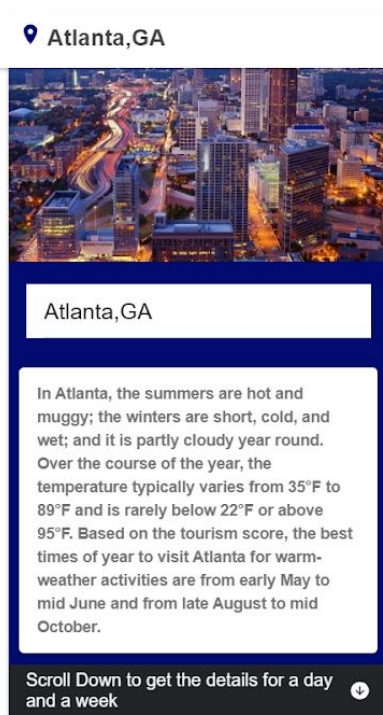 Atlanta,GA
Atlanta,GA
In Atlanta, the summers are hot and
muggy; the winters are short, cold, and
wet; and it is partly cloudy year round.
Over the course of the year, the
temperature typically varies from 35°F to
89°F and is rarely below 22°F or above
95°F. Based on the tourism score, the best
times of year to visit Atlanta for warm-
weather activities are from early May to
mid June and from late August to mid
October.
Scroll Down to get the details for a day
and a week